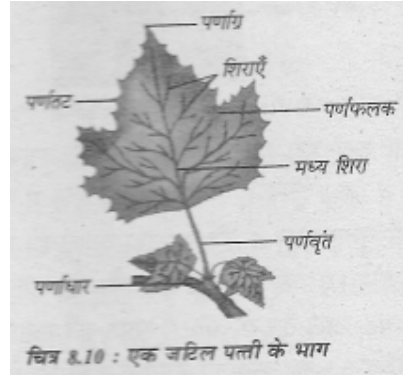 पर्णाग्र
शिराएँ
पर्णतट
पर्णफलक
मध्य शिरा
पर्णवृंत
पर्णाधार
चित्र 8.10 : एक जटिल पत्ती के भाग